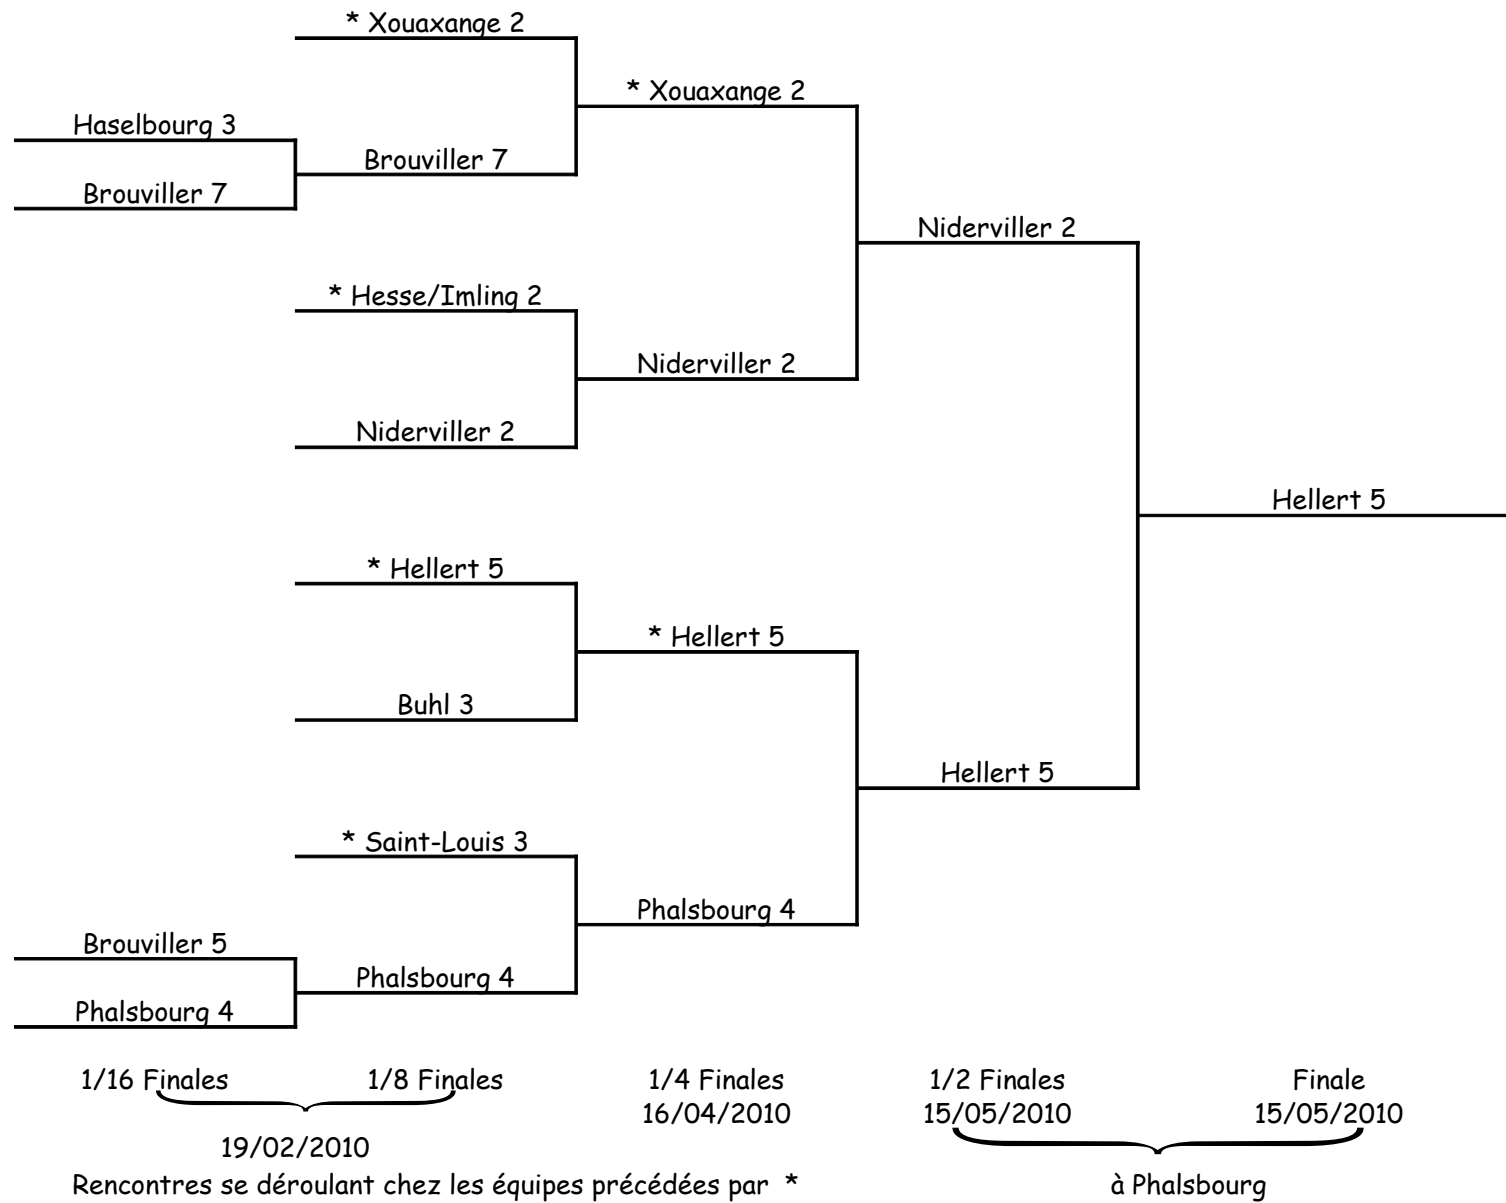 * Xouaxange 2
* Xouaxange 2
Haselbourg 3
Brouviller 7
Brouviller 7
Niderviller 2
* Hesse/Imling 2
Niderviller 2
Niderviller 2
Hellert 5
* Hellert 5
* Hellert 5
Buhl 3
Hellert 5
* Saint-Louis 3
Phalsbourg 4
Brouviller 5
Phalsbourg 4
Phalsbourg 4
1/16 Finales 1/8 Finales 1/4 Finales 1/2 Finales Finale
16/04/2010 15/05/2010 15/05/2010
19/02/2010
Rencontres se déroulant chez les équipes précédées par * à Phalsbourg